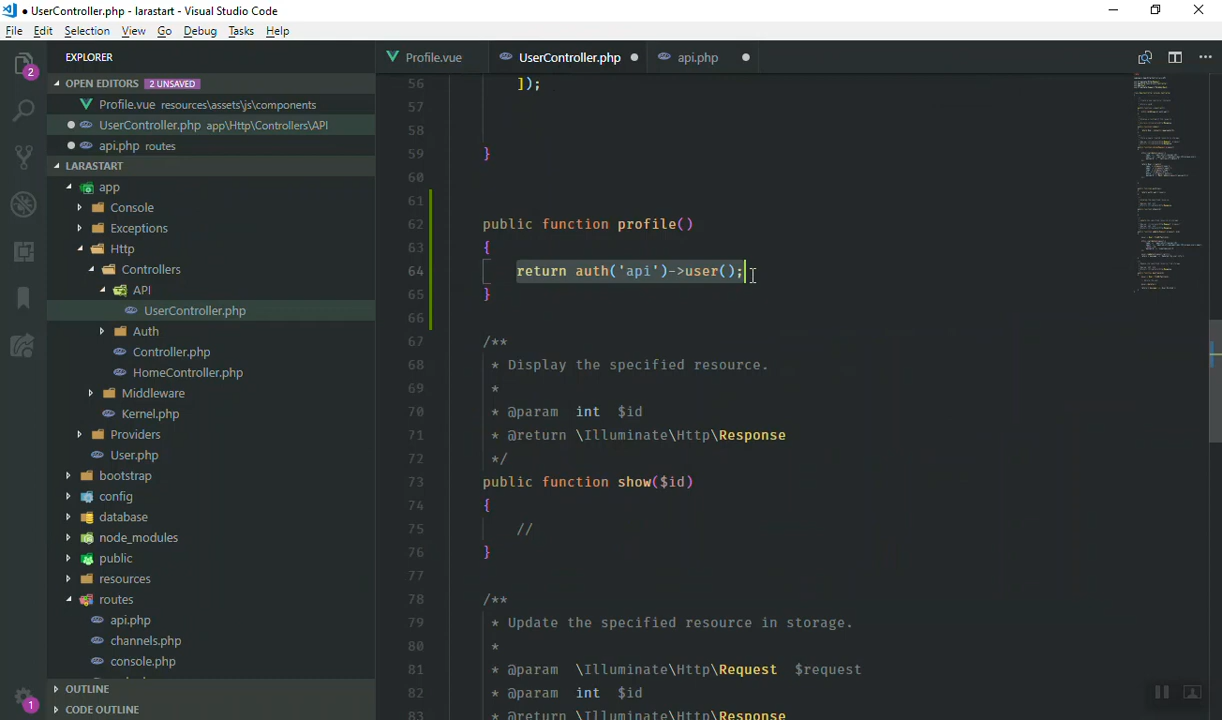 ● UserController.php - larastart - Visual Studio Code
File Edit Selection View Go Debug Tasks Help
EXPLORER
OPEN EDITORS 2 UNSAVED
Profile.vue resources\assets\js\components
● UserController.php app\Http\Controllers\API
● api.php routes
LARASTART
app
Console
Exceptions
Http
Controllers
API
UserController.php
Auth
Controller.php
HomeController.php
Middleware
Kernel.php
Providers
User.php
bootstrap
config
database
node_modules
public
resources
routes
api.php
channels.php
console.php
OUTLINE
CODE OUTLINE
2
1
Profile.vue UserController.php ● api.php ●
56 ]);
57
58
59 }
60
61
62 public function profile()
63 {
64 return auth('api')->user();
65 }
66
67 /**
68 * Display the specified resource.
69 *
70 * @param  int  $id
71 * @return \Illuminate\Http\Response
72 */
73 public function show($id)
74 {
75 //
76 }
77
78 /**
79 * Update the specified resource in storage.
80 *
81 * @param  \Illuminate\Http\Request  $request
82 * @param  int  $id
83 * @return \Illuminate\Http\Response